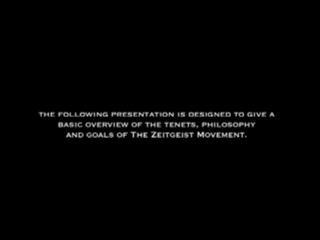 THE FOLLOWING PRESENTATION IS DESIGNED TO GIVE A
BASIC OVERVIEW OF THE TENETS, PHILOSOPHY
AND GOALS OF THE ZEITGEIST MOVEMENT.